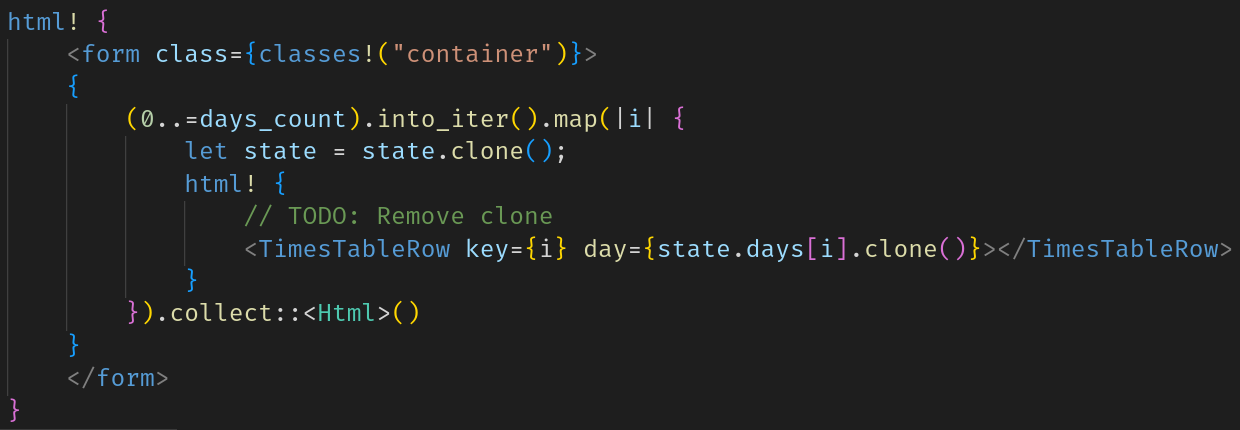 html! {
    <form class={classes!("container")}>
    {
        (0..=days_count).into_iter().map(|i| {
            let state = state.clone();
            html! {
                // TODO: Remove clone
                <TimesTableRow key={i} day={state.days[i].clone()}></TimesTableRow>
            }
        }).collect::<Html>()
    }
    </form>
}